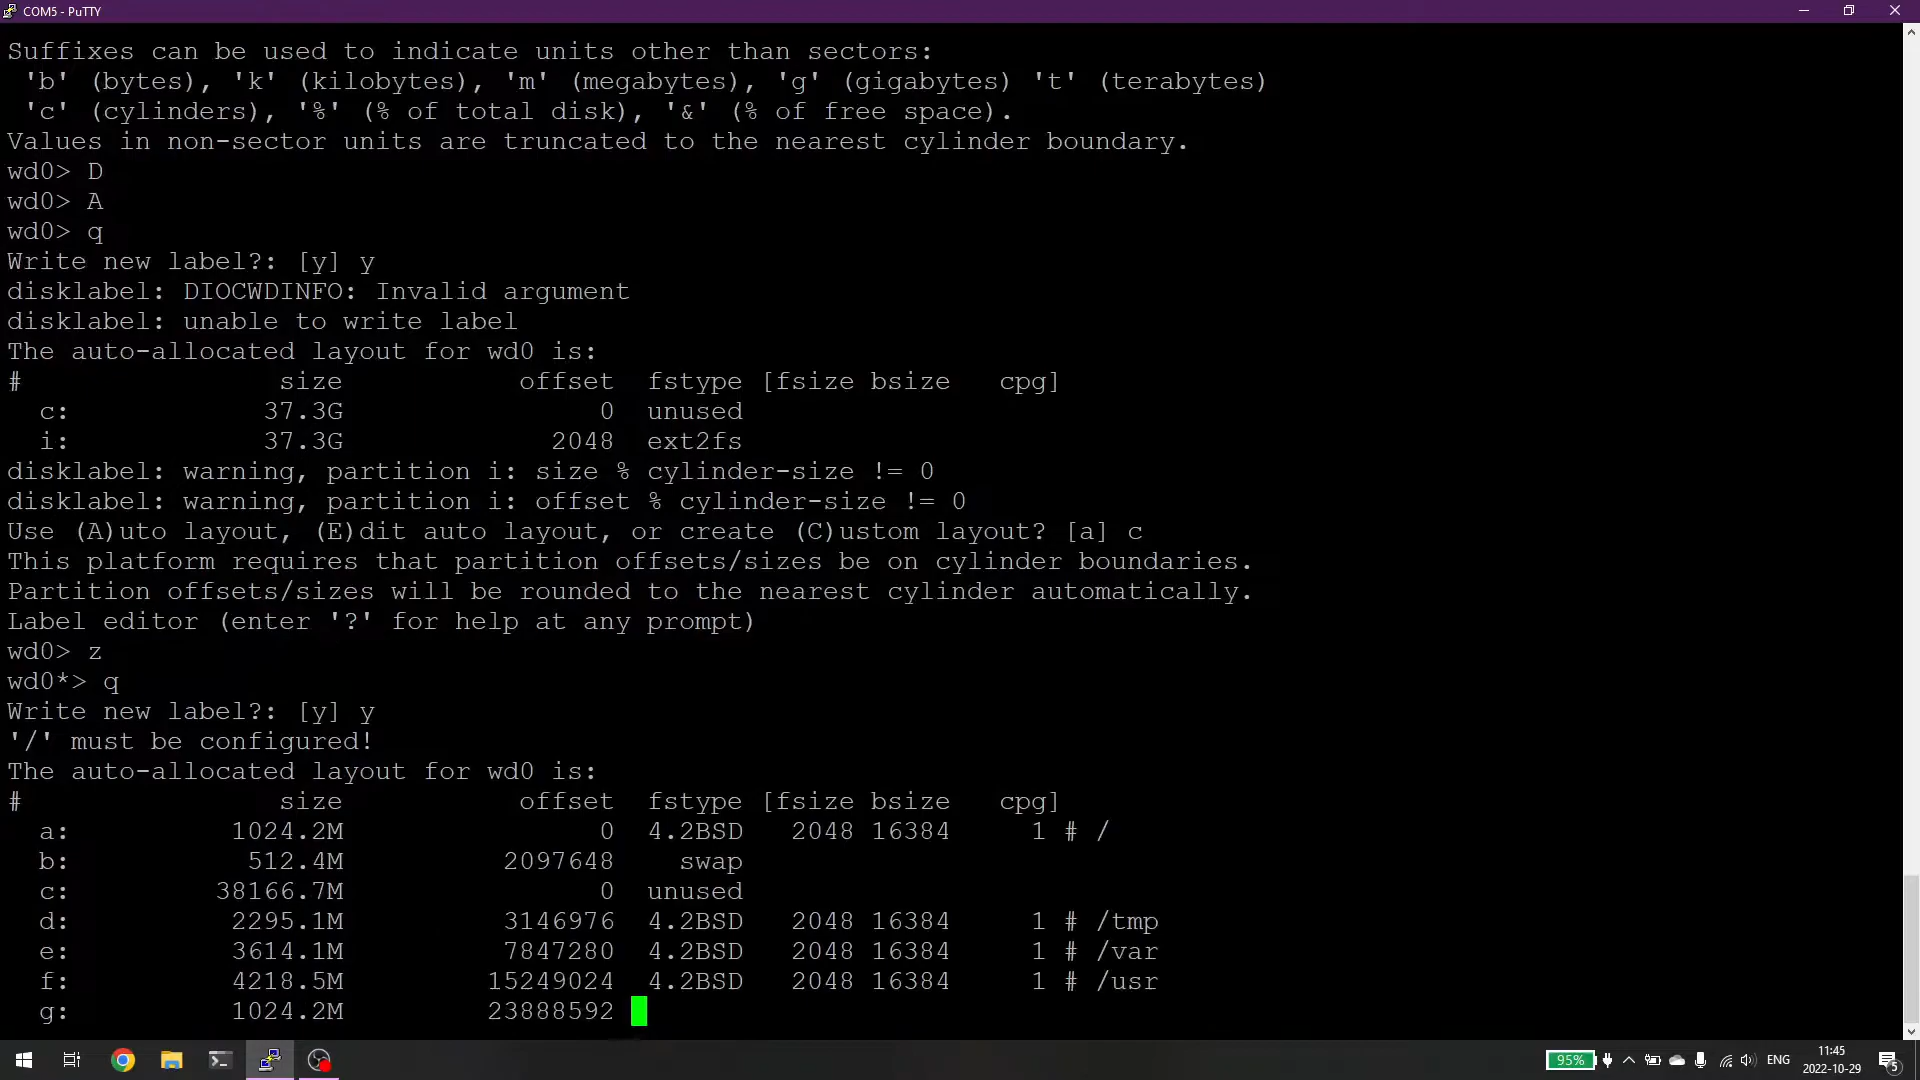 COM5 - PuTTY
Suffixes can be used to indicate units other than sectors:
'b' (bytes), 'k' (kilobytes), 'm' (megabytes), 'g' (gigabytes) 't' (terabytes)
'c' (cylinders), '%' (% of total disk), '&' (% of free space).
Values in non-sector units are truncated to the nearest cylinder boundary.
wd0> D
wd0> A
wd0> q
Write new label?: [y] y
disklabel: DIOCWDINFO: Invalid argument
disklabel: unable to write label
The auto-allocated layout for wd0 is:
#                size           offset  fstype [fsize bsize   cpg]
  c:            37.3G                0  unused
  i:            37.3G             2048  ext2fs
disklabel: warning, partition i: size % cylinder-size != 0
disklabel: warning, partition i: offset % cylinder-size != 0
Use (A)uto layout, (E)dit auto layout, or create (C)ustom layout? [a] c
This platform requires that partition offsets/sizes be on cylinder boundaries.
Partition offsets/sizes will be rounded to the nearest cylinder automatically.
Label editor (enter '?' for help at any prompt)
wd0> z
wd0*> q
Write new label?: [y] y
'/' must be configured!
The auto-allocated layout for wd0 is:
#                size           offset  fstype [fsize bsize   cpg]
  a:          1024.2M                0  4.2BSD   2048 16384     1 # /
  b:           512.4M          2097648    swap
  c:         38166.7M                0  unused
  d:          2295.1M          3146976  4.2BSD   2048 16384     1 # /tmp
  e:          3614.1M          7847280  4.2BSD   2048 16384     1 # /var
  f:          4218.5M         15249024  4.2BSD   2048 16384     1 # /usr
  g:          1024.2M         23888592
95%
ENG
11:45
2022-10-29
5